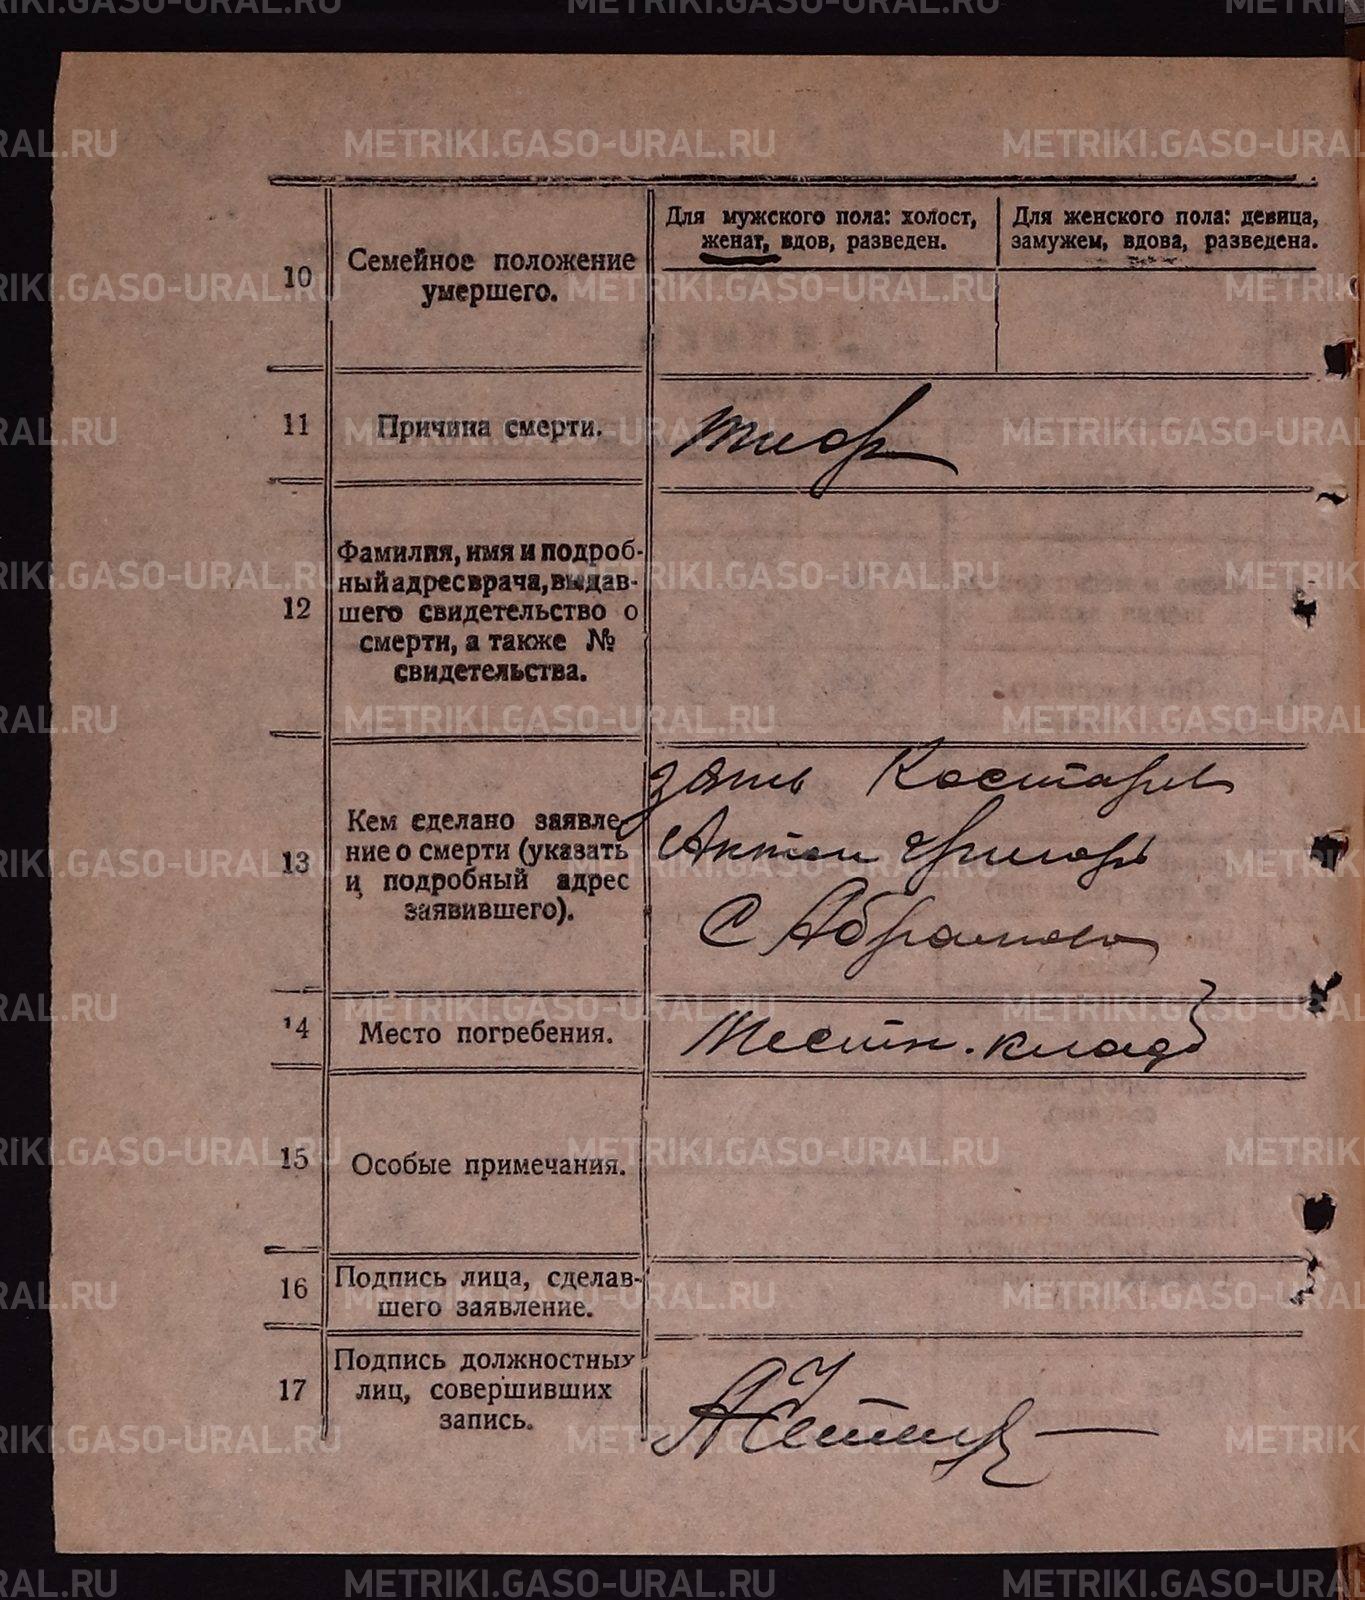 10
Семейное положение
умершего.
Для мужского пола: холост,
женат, вдов, разведен.
Для женского пола: девица,
замужем, вдова, разведена.
11
Причина смерти.
тиф
12
Фамилия, имя и подроб-
ный адрес врача, выдав-
шего свидетельство о
смерти, а также №
свидетельства.
13
Кем сделано заявле-
ние о смерти (указать
и подробный адрес
заявившего).
зять Костарев
Антон Григорь
С Абрамово
14
Место погребения.
Местн. кладб
15
Особые примечания.
16
Подпись лица, сделав-
шего заявление.
17
Подпись должностных
лиц, совершивших
запись.
METRIKI.GASO-URAL.RU